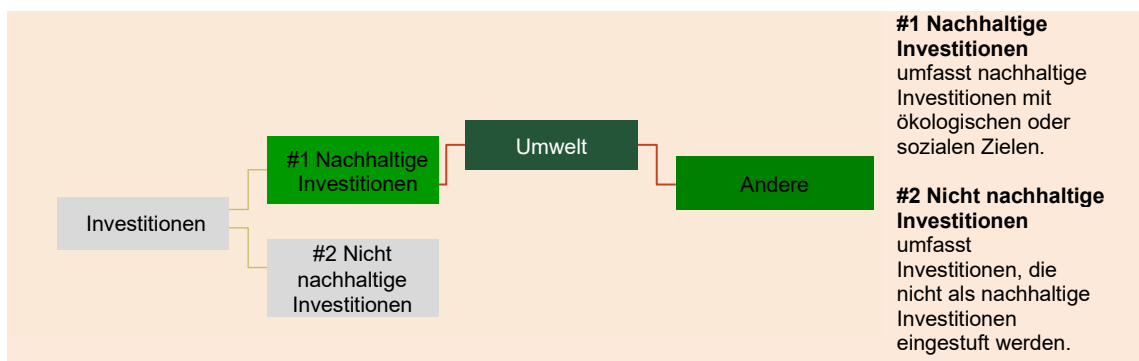 Investitionen
#1 Nachhaltige
Investitionen
#2 Nicht
nachhaltige
Investitionen
Umwelt
Andere
#1 Nachhaltige
Investitionen
umfasst nachhaltige
Investitionen mit
ökologischen oder
sozialen Zielen.
#2 Nicht nachhaltige
Investitionen
umfasst
Investitionen, die
nicht als nachhaltige
Investitionen
eingestuft werden.